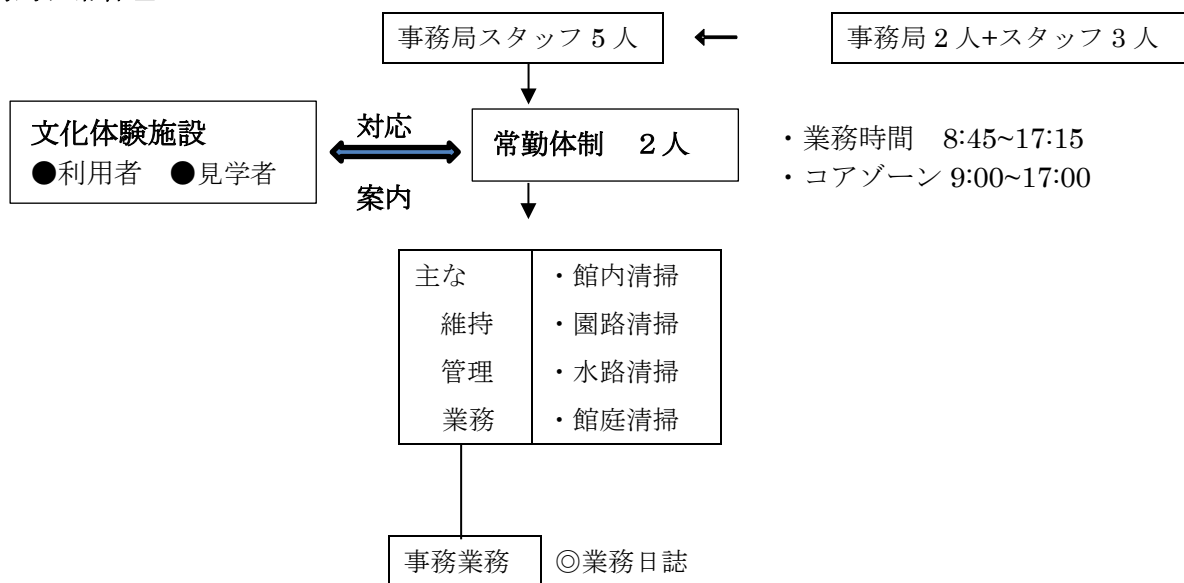 事務局スタッフ 5 人
事務局 2 人+スタッフ 3 人
文化体験施設
●利用者　●見学者
対応
案内
常勤体制　2 人
・業務時間　8:45~17:15
・コアゾーン 9:00~17:00
主な
維持
管理
業務
・館内清掃
・園路清掃
・水路清掃
・館庭清掃
事務業務
◎業務日誌